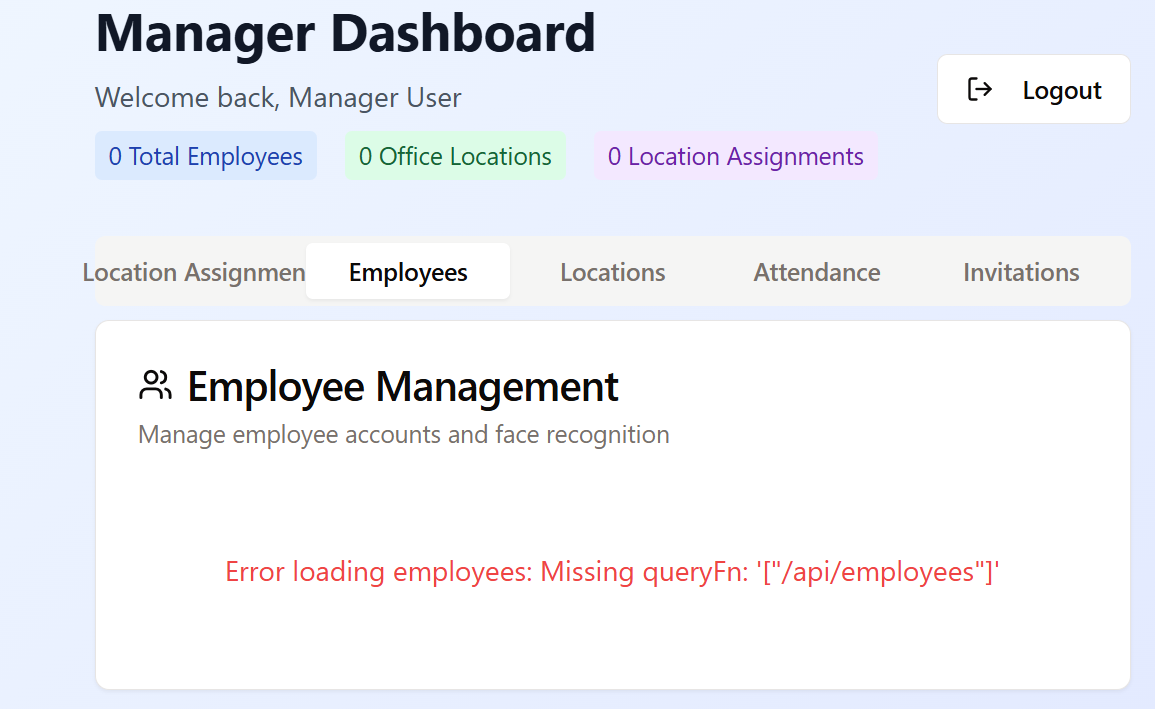 Manager Dashboard
Welcome back, Manager User
Logout
0 Total Employees 0 Office Locations 0 Location Assignments
Location Assignmen Employees Locations Attendance Invitations
Employee Management
Manage employee accounts and face recognition
Error loading employees: Missing queryFn: '["/api/employees"]'